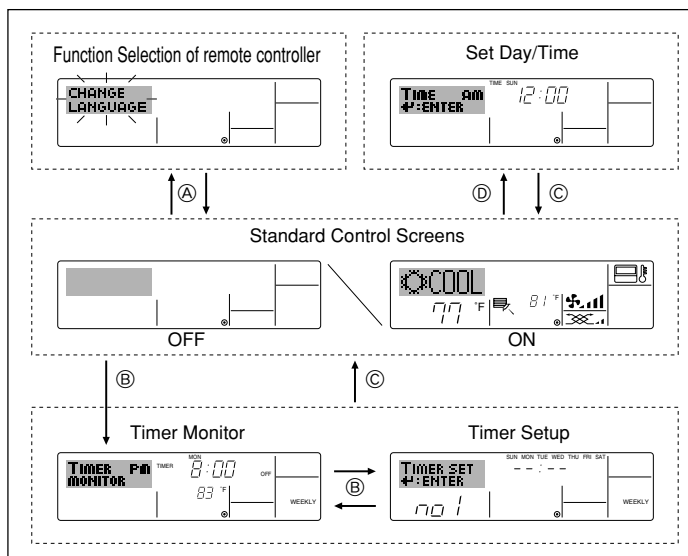 Function Selection of remote controller
CHANGE
LANGUAGE
Set Day/Time
TIME SUN
TIME AM 12:00
↵:ENTER
Ⓐ
Ⓓ
Ⓒ
Standard Control Screens
COOL
77 °F 81 °F
OFF
ON
Ⓑ
Ⓒ
Timer Monitor
MON
TIMER PM TIMER 8:00 OFF
MONITOR
83 °F
WEEKLY
Ⓑ
Timer Setup
SUN MON TUE WED THU FRI SAT
TIMER SET --:--
↵:ENTER
no 1
WEEKLY